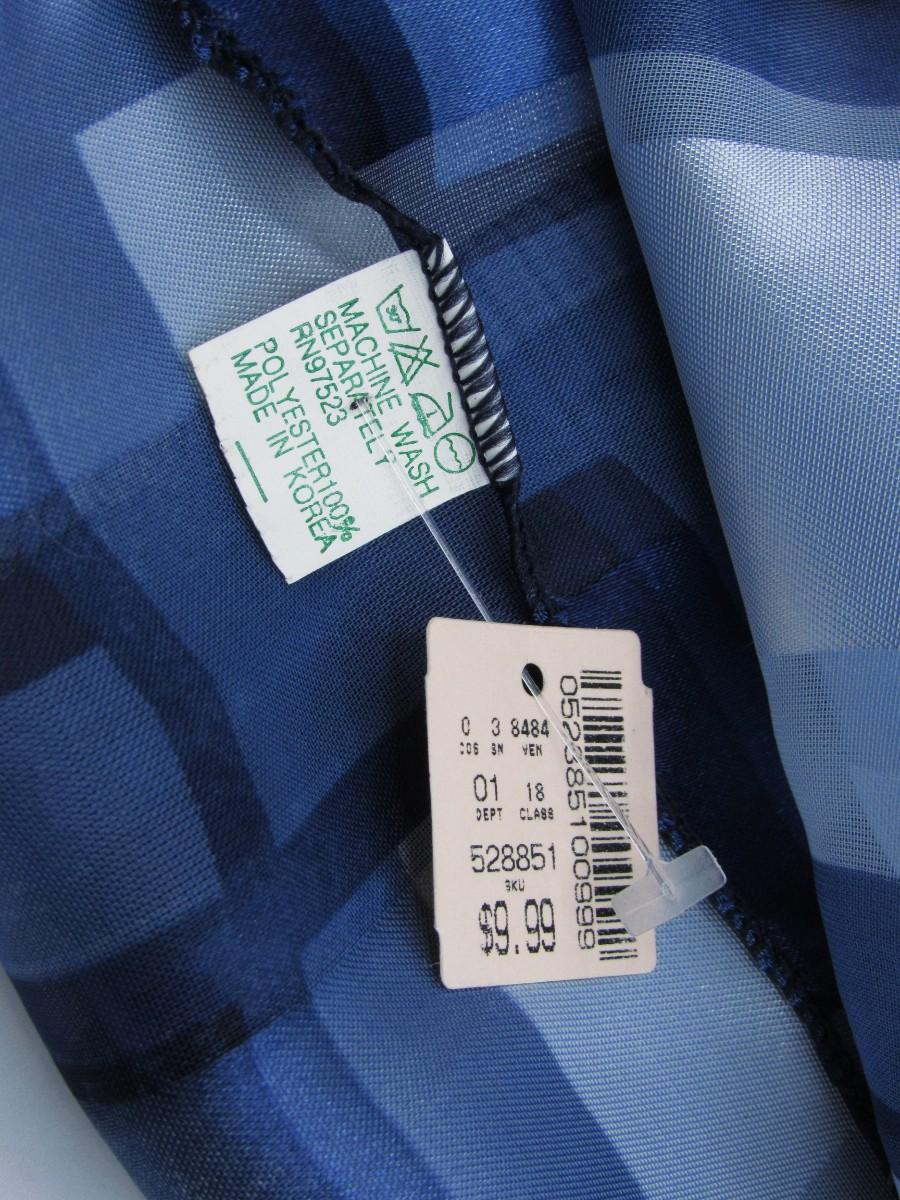 30°
MACHINE WASH
SEPARATELY
RN97523
POLYESTER100%
MADE IN KOREA
0 3 8484
COS SN VEN
01 18
DEPT CLASS
528851
SKU
$9.99
052885100999